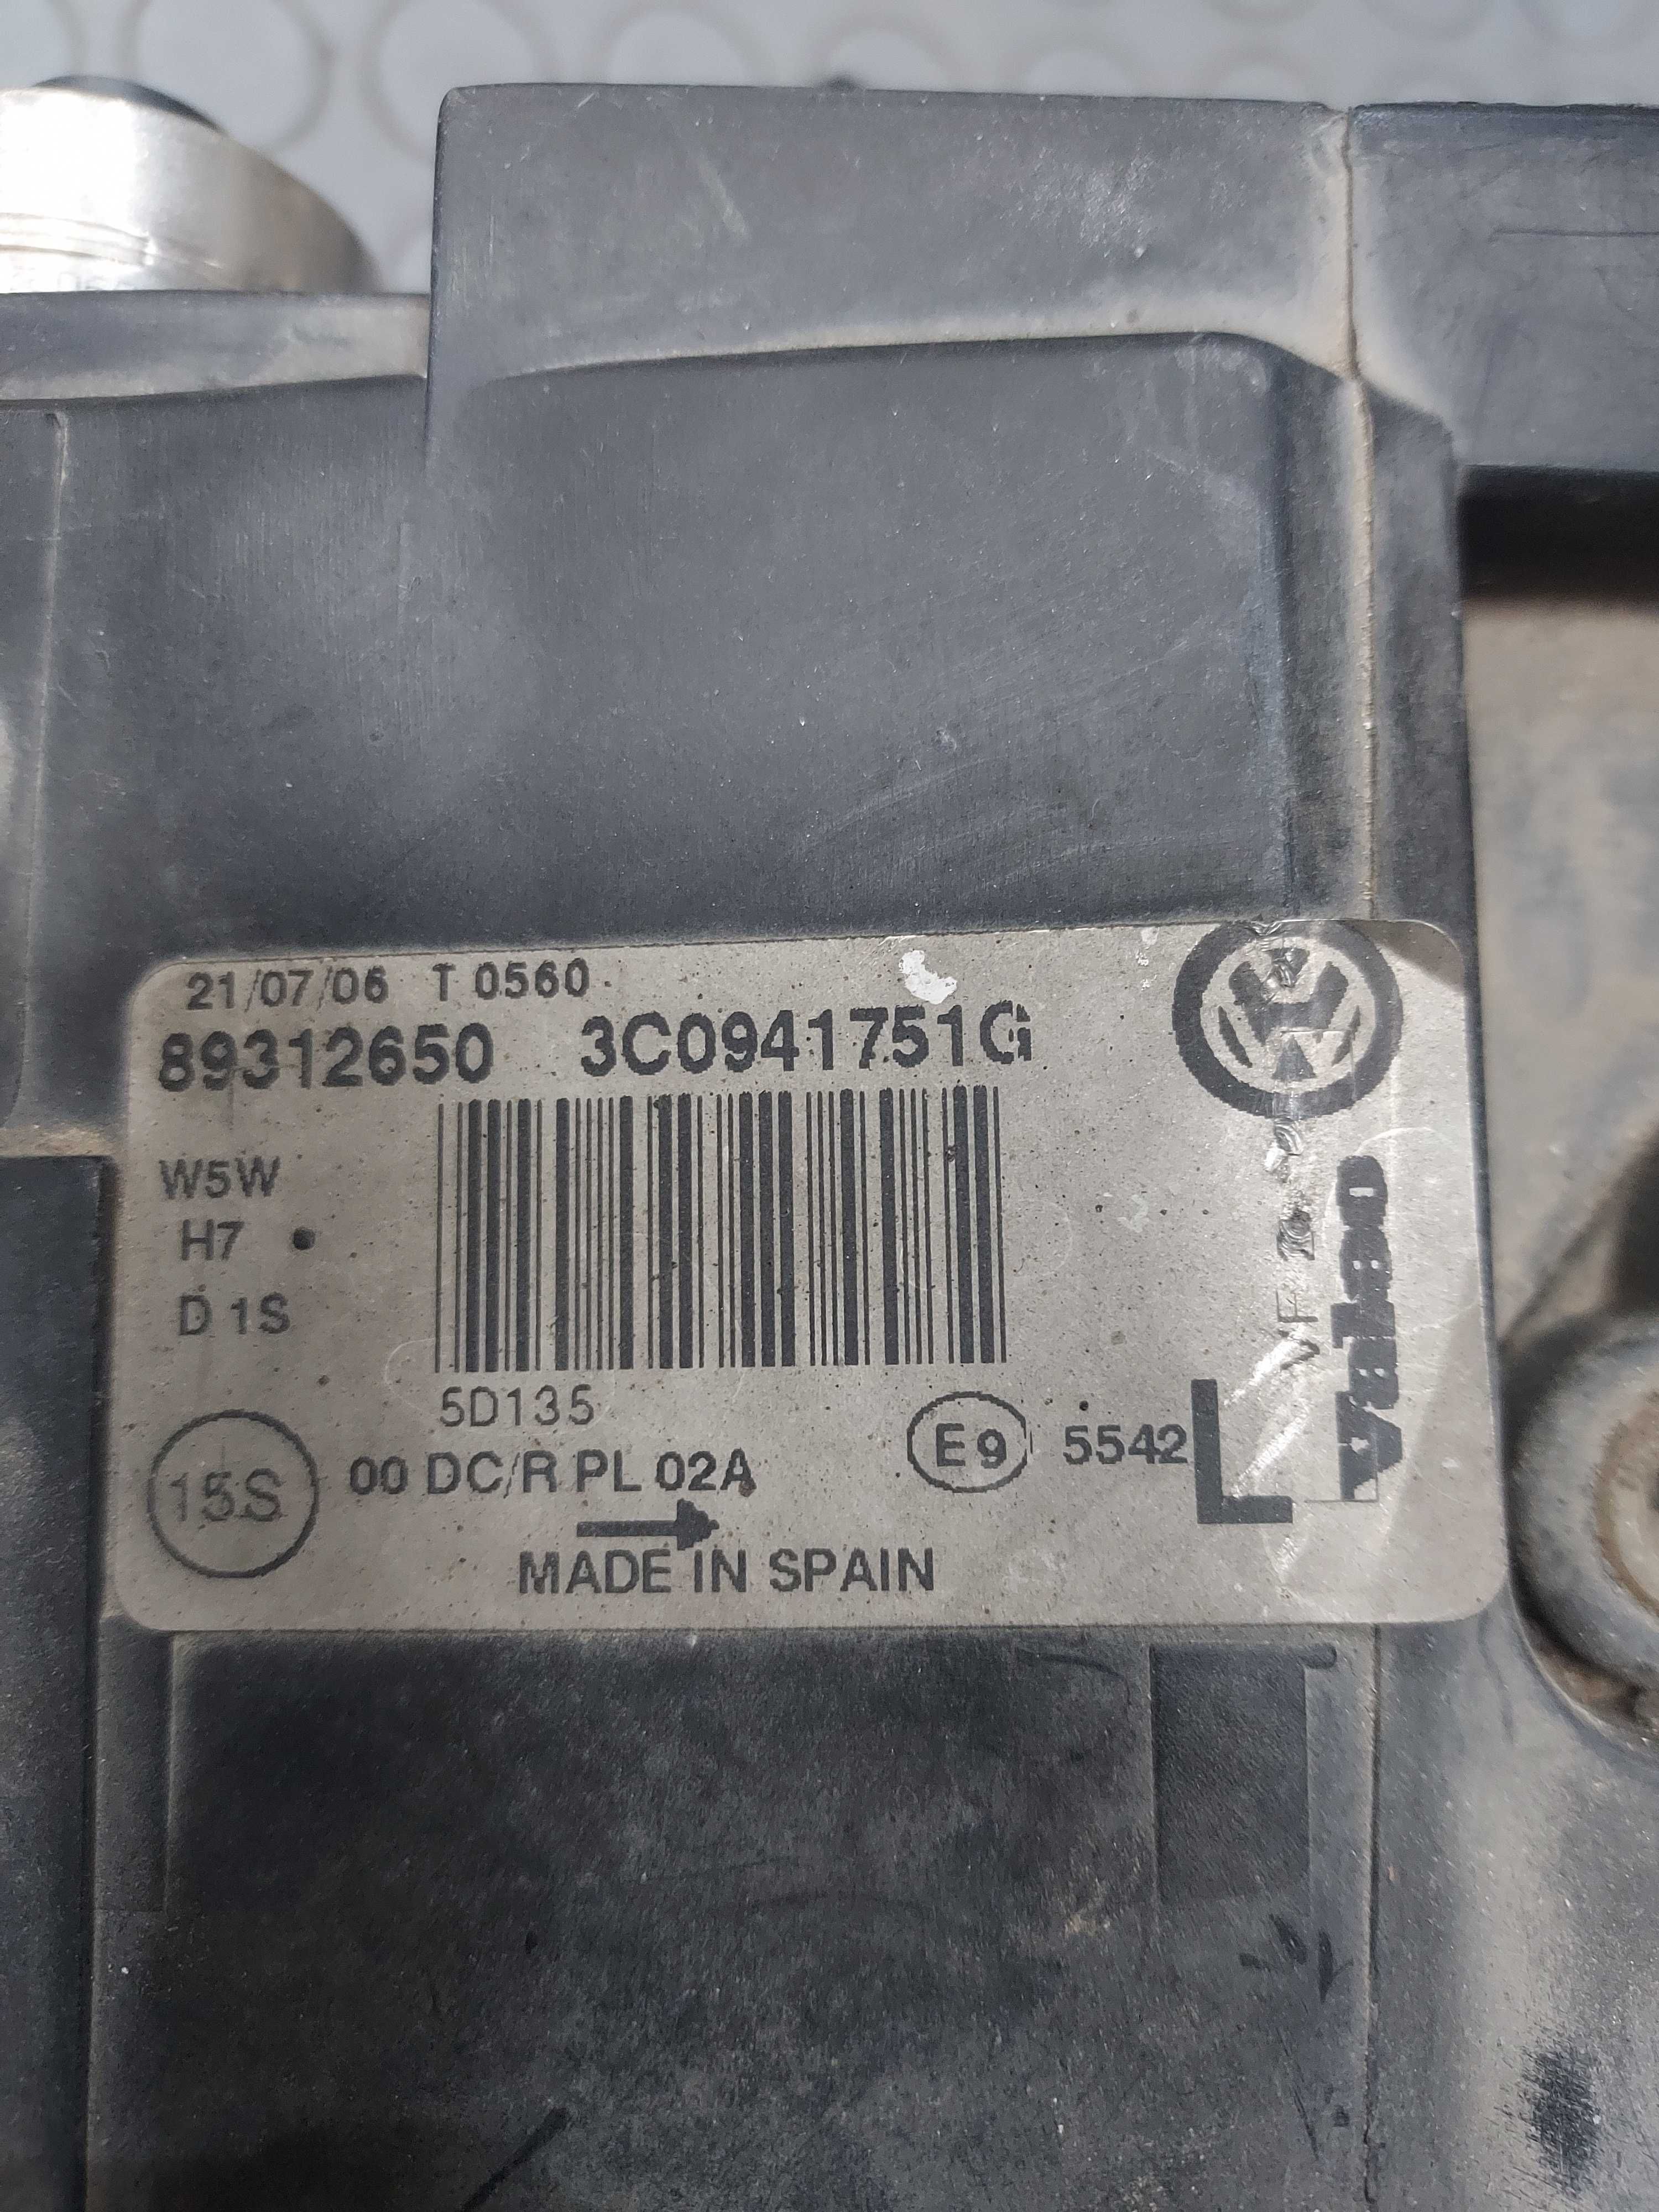 21/07/06 T 0560
89312650 3C0941751G
W5W
H7
D1S
5D135
15S
00 DC/R PL 02A
E9 5542
L
MADE IN SPAIN